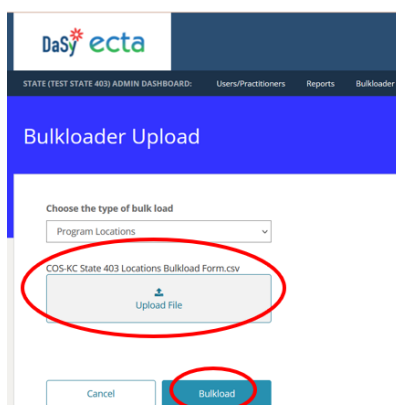 DaSy ecta
STATE (TEST STATE 403) ADMIN DASHBOARD: Users/Practitioners Reports Bulkloader
Bulkloader Upload
Choose the type of bulk load
Program Locations
COS-KC State 403 Locations Bulkload Form.csv
Upload File
Cancel Bulkload